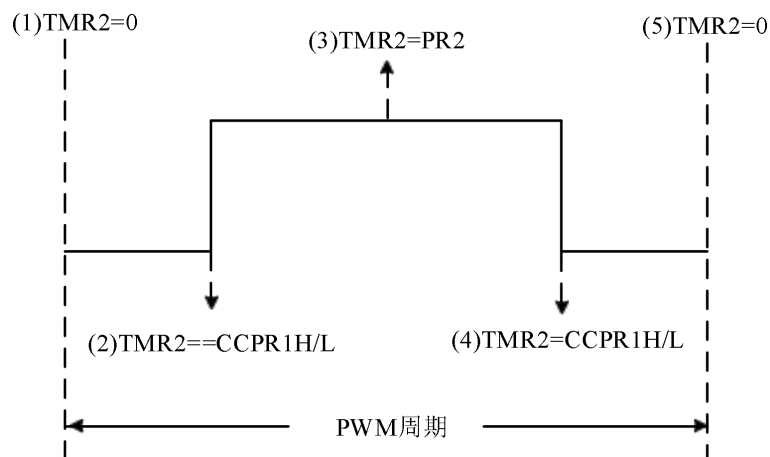 (1)TMR2=0
(5)TMR2=0
(3)TMR2=PR2
(2)TMR2==CCPR1H/L
(4)TMR2=CCPR1H/L
PWM周期